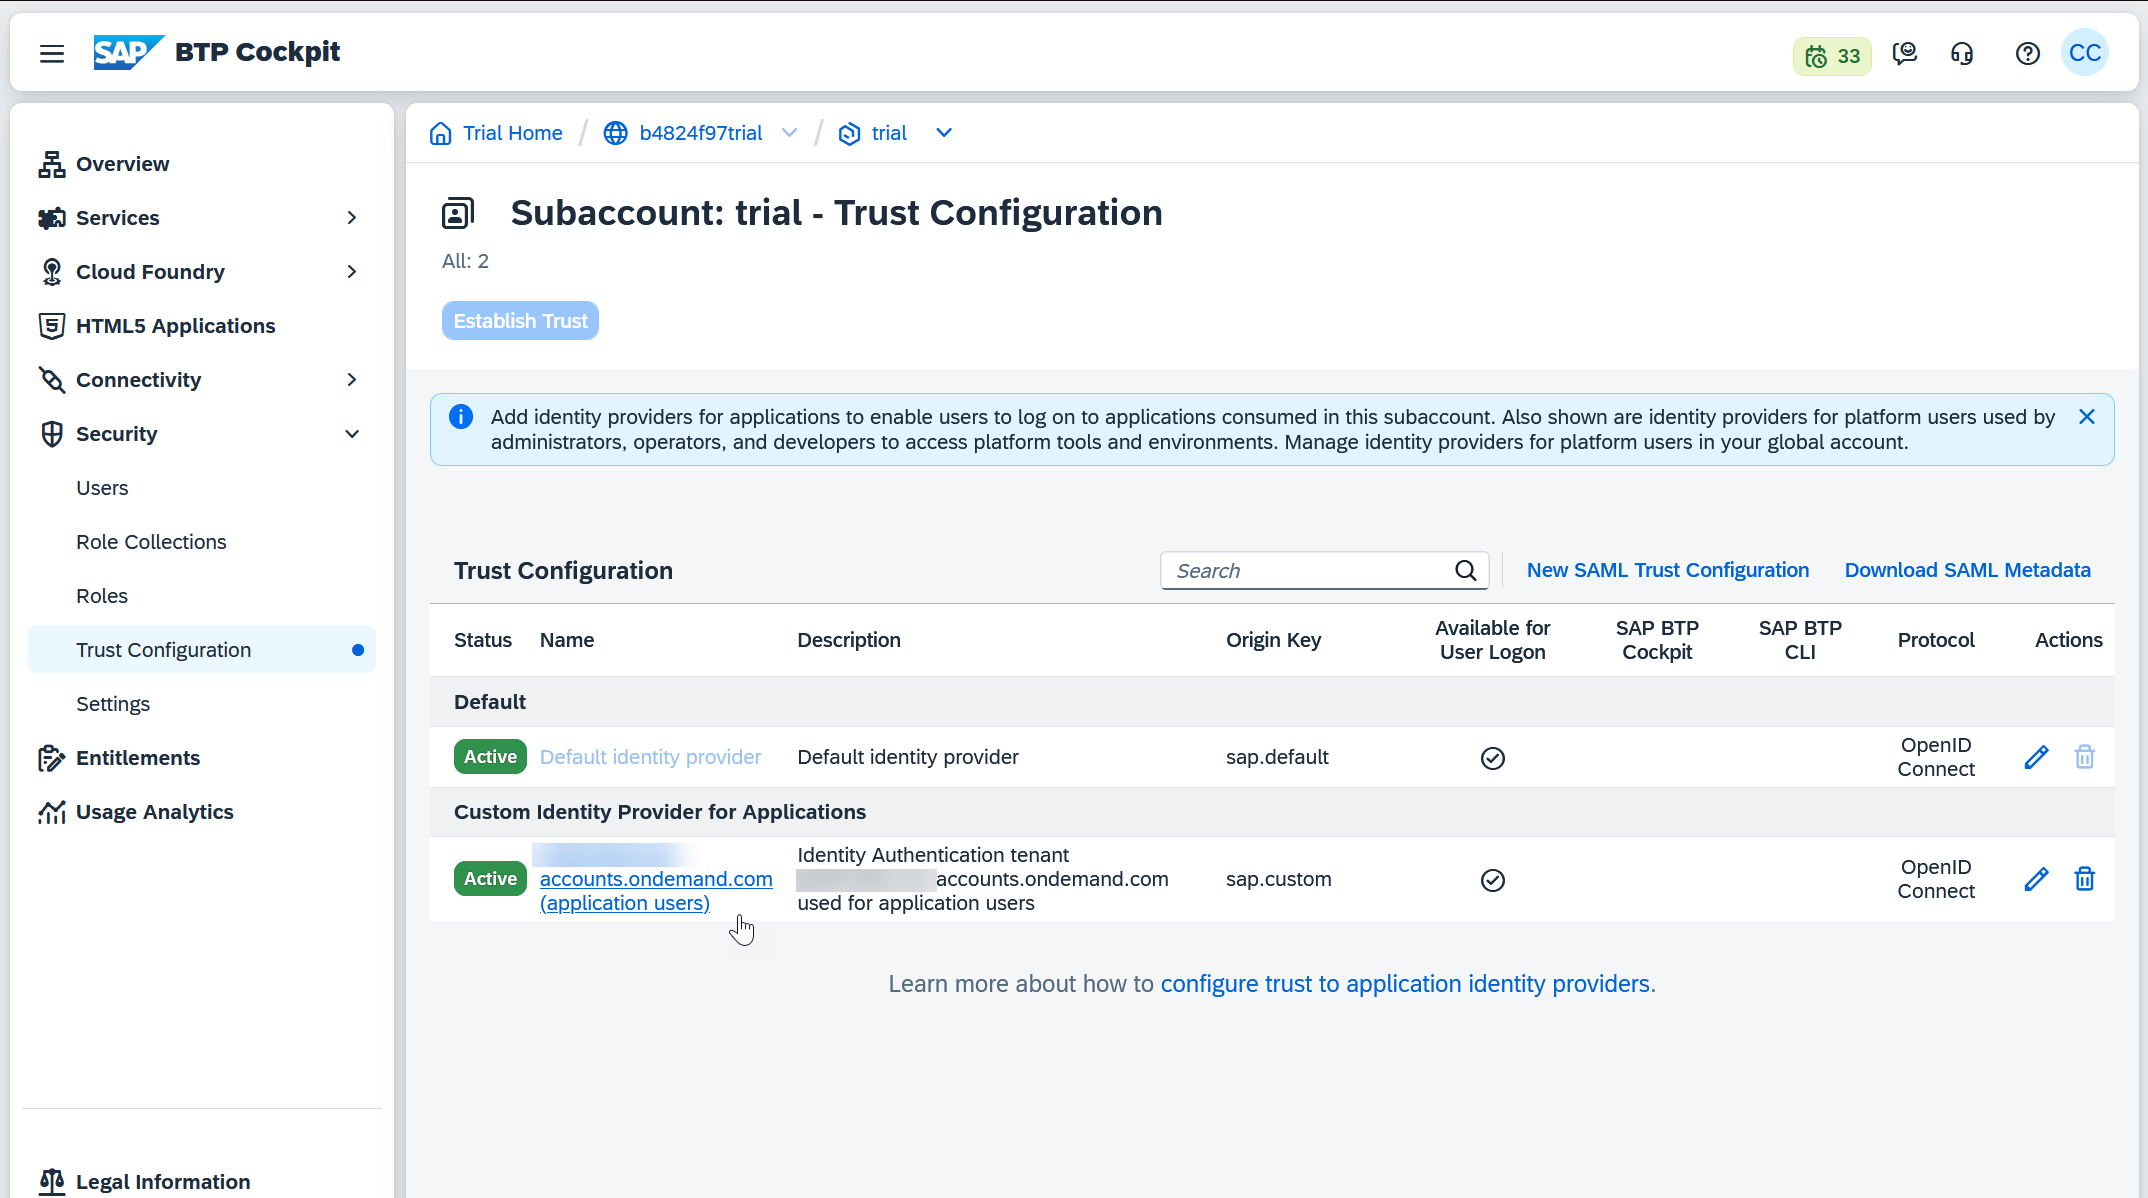 SAP BTP Cockpit
33
CC
Overview
Services
Cloud Foundry
HTML5 Applications
Connectivity
Security
Users
Role Collections
Roles
Trust Configuration
Settings
Entitlements
Usage Analytics
Legal Information
Trial Home / b4824f97trial / trial
Subaccount: trial - Trust Configuration
All: 2
Establish Trust
Add identity providers for applications to enable users to log on to applications consumed in this subaccount. Also shown are identity providers for platform users used by
administrators, operators, and developers to access platform tools and environments. Manage identity providers for platform users in your global account.
Trust Configuration
Search
New SAML Trust Configuration
Download SAML Metadata
Status
Name
Description
Origin Key
Available for
User Logon
SAP BTP
Cockpit
SAP BTP
CLI
Protocol
Actions
Default
Active
Default identity provider
Default identity provider
sap.default
OpenID
Connect
Custom Identity Provider for Applications
Active
accounts.ondemand.com
(application users)
Identity Authentication tenant
accounts.ondemand.com
used for application users
sap.custom
OpenID
Connect
Learn more about how to configure trust to application identity providers.